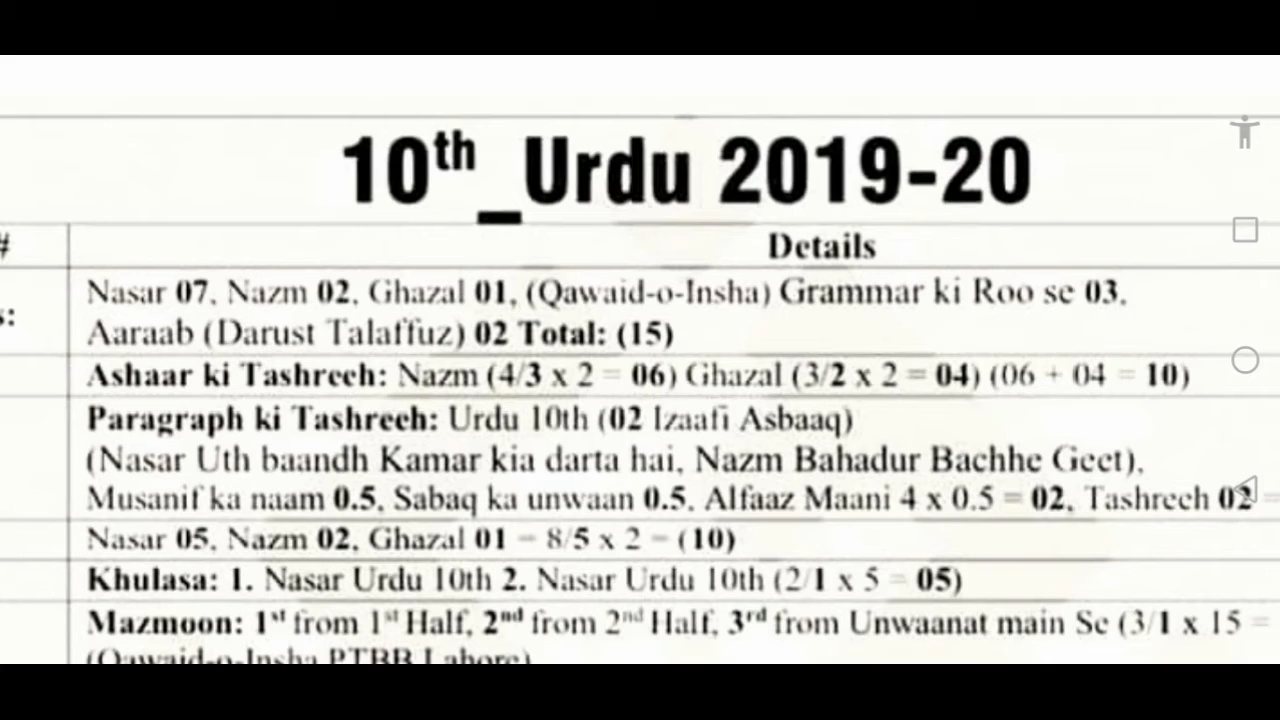 10th_Urdu 2019-20
#
Details
s:
Nasar 07, Nazm 02, Ghazal 01, (Qawaid-o-Insha) Grammar ki Roo se 03,
Aaraab (Darust Talaffuz) 02 Total: (15)
Ashaar ki Tashreeh: Nazm (4/3 x 2 = 06) Ghazal (3/2 x 2 = 04) (06 + 04 = 10)
Paragraph ki Tashreeh: Urdu 10th (02 Izaafi Asbaaq)
(Nasar Uth baandh Kamar kia darta hai, Nazm Bahadur Bachhe Geet),
Musanif ka naam 0.5, Sabaq ka unwaan 0.5, Alfaaz Maani 4 x 0.5 = 02, Tashreeh 02 =
Nasar 05, Nazm 02, Ghazal 01 = 8/5 x 2 = (10)
Khulasa: 1. Nasar Urdu 10th 2. Nasar Urdu 10th (2/1 x 5 = 05)
Mazmoon: 1st from 1st Half, 2nd from 2nd Half, 3rd from Unwaanat main Se (3/1 x 15 =
(Qawaid-o-Insha PTBB Lahore)